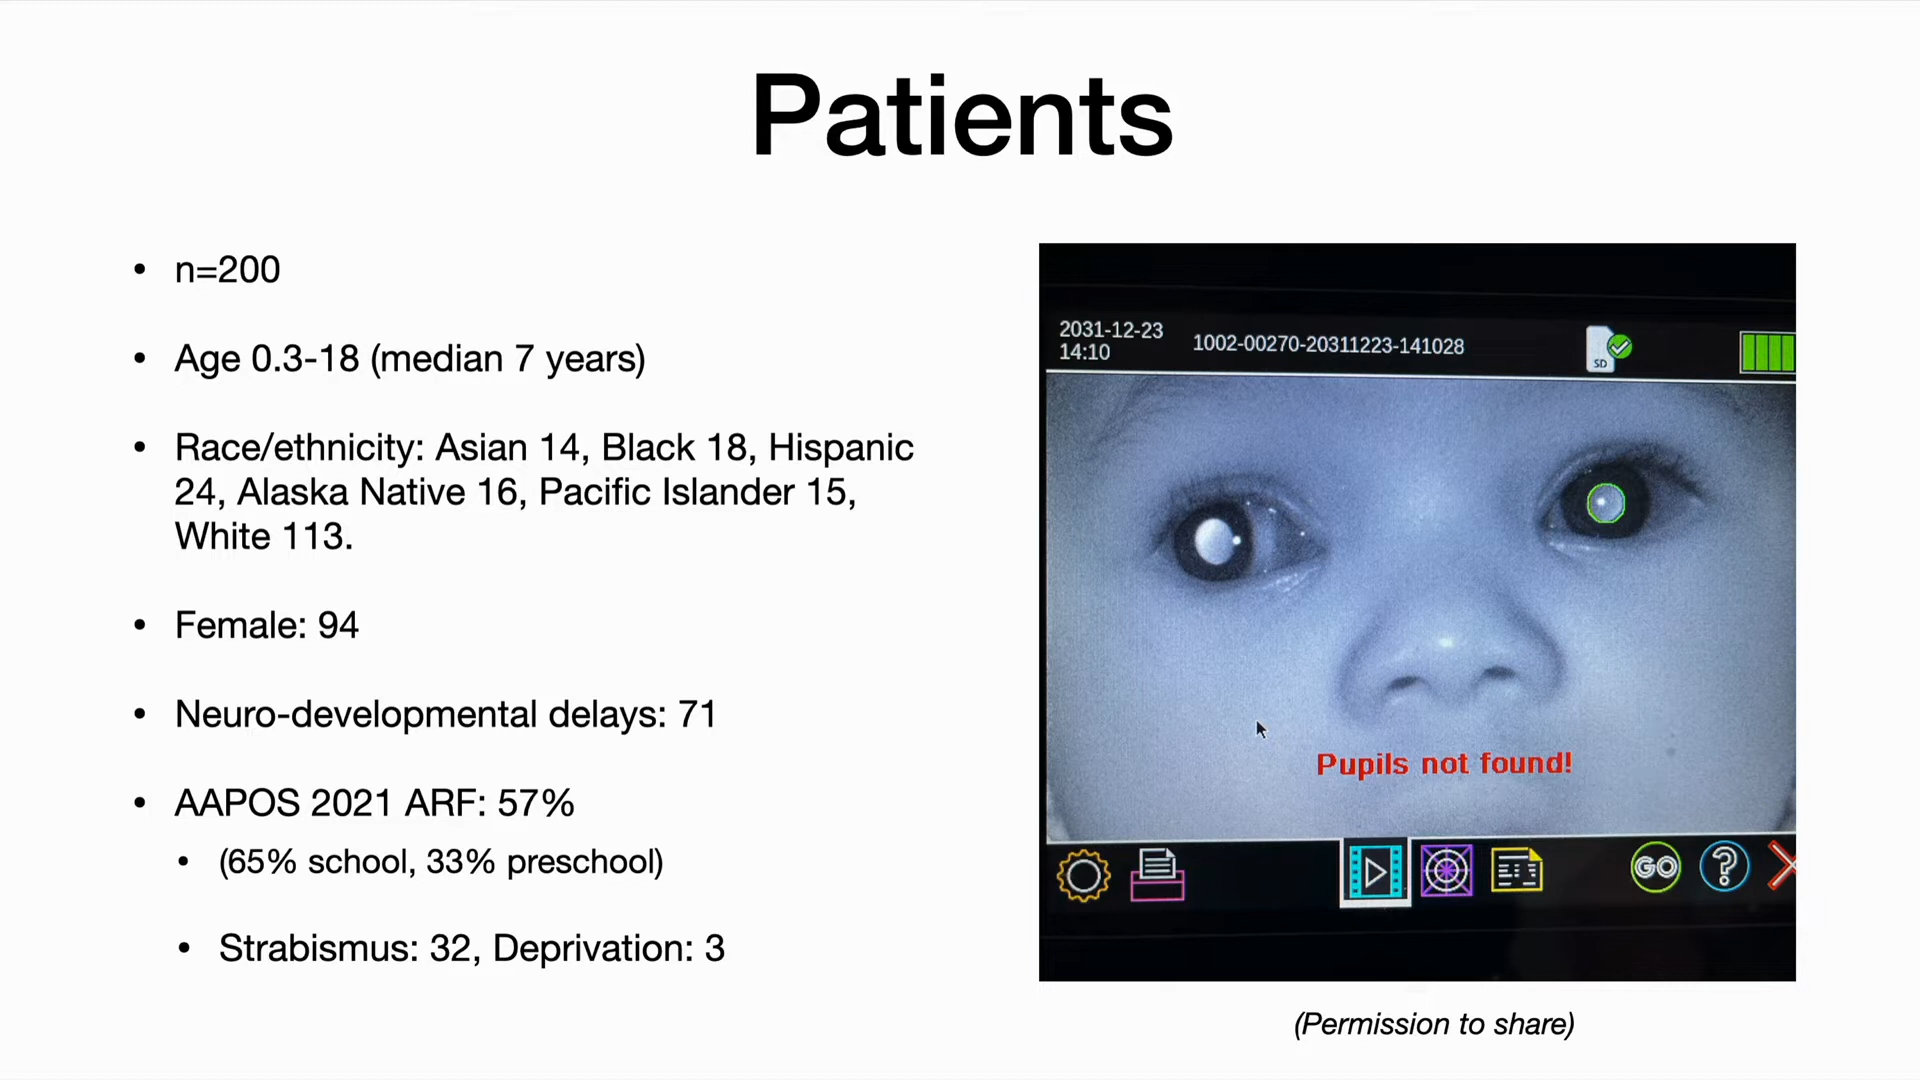 Patients
• n=200
• Age 0.3-18 (median 7 years)
• Race/ethnicity: Asian 14, Black 18, Hispanic
24, Alaska Native 16, Pacific Islander 15,
White 113.
• Female: 94
• Neuro-developmental delays: 71
• AAPOS 2021 ARF: 57%
• (65% school, 33% preschool)
• Strabismus: 32, Deprivation: 3
2031-12-23
14:10
1002-00270-20311223-141028
SD
Pupils not found!
GO
?
(Permission to share)